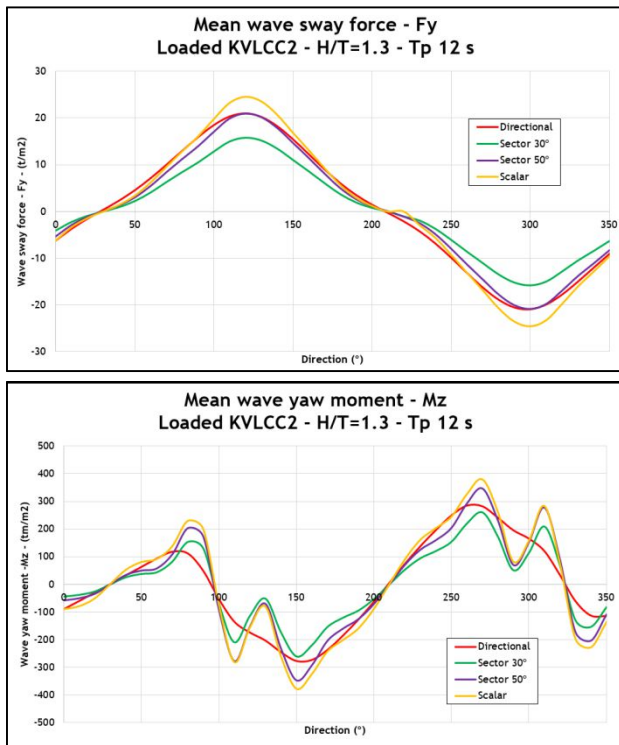 Mean wave sway force - Fy
Loaded KVLCC2 - H/T=1.3 - Tp 12 s
Wave sway force - Fy - (t/m2)
30
20
10
0
-10
-20
-30
0 50 100 150 200 250 300 350
Direction (°)
Directional
Sector 30°
Sector 50°
Scalar
Mean wave yaw moment - Mz
Loaded KVLCC2 - H/T=1.3 - Tp 12 s
Wave yaw moment -Mz - (tm/m2)
500
400
300
200
100
0
-100
-200
-300
-400
-500
0 50 100 150 200 250 300 350
Direction (°)
Directional
Sector 30°
Sector 50°
Scalar